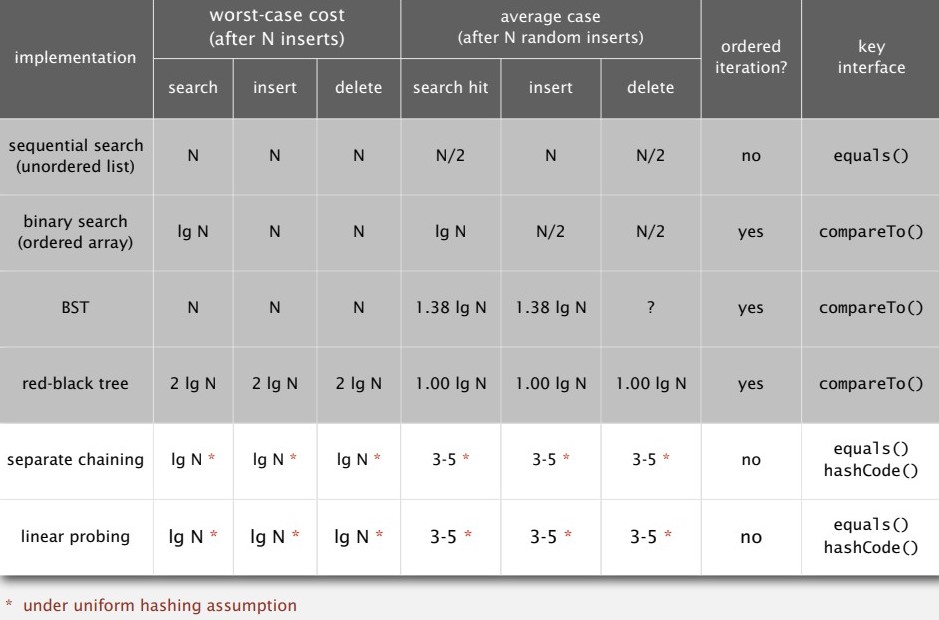 implementation
worst-case cost
(after N inserts)
average case
(after N random inserts)
ordered
iteration?
key
interface
search insert delete search hit insert delete
sequential search
(unordered list)
N N N N/2 N N/2 no equals()
binary search
(ordered array)
lg N N N lg N N/2 N/2 yes compareTo()
BST N N N 1.38 lg N 1.38 lg N ? yes compareTo()
red-black tree 2 lg N 2 lg N 2 lg N 1.00 lg N 1.00 lg N 1.00 lg N yes compareTo()
separate chaining lg N * lg N * lg N * 3-5 * 3-5 * 3-5 * no equals()
hashCode()
linear probing lg N * lg N * lg N * 3-5 * 3-5 * 3-5 * no equals()
hashCode()
* under uniform hashing assumption